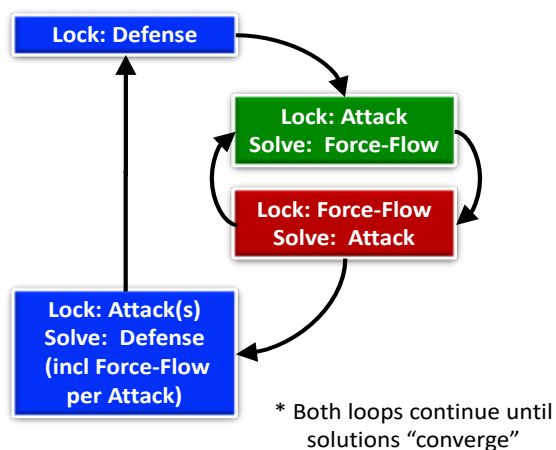 Lock: Defense
Lock: Attack
Solve: Force-Flow
Lock: Force-Flow
Solve: Attack
Lock: Attack(s)
Solve: Defense
(incl Force-Flow
per Attack)
* Both loops continue until
solutions “converge”